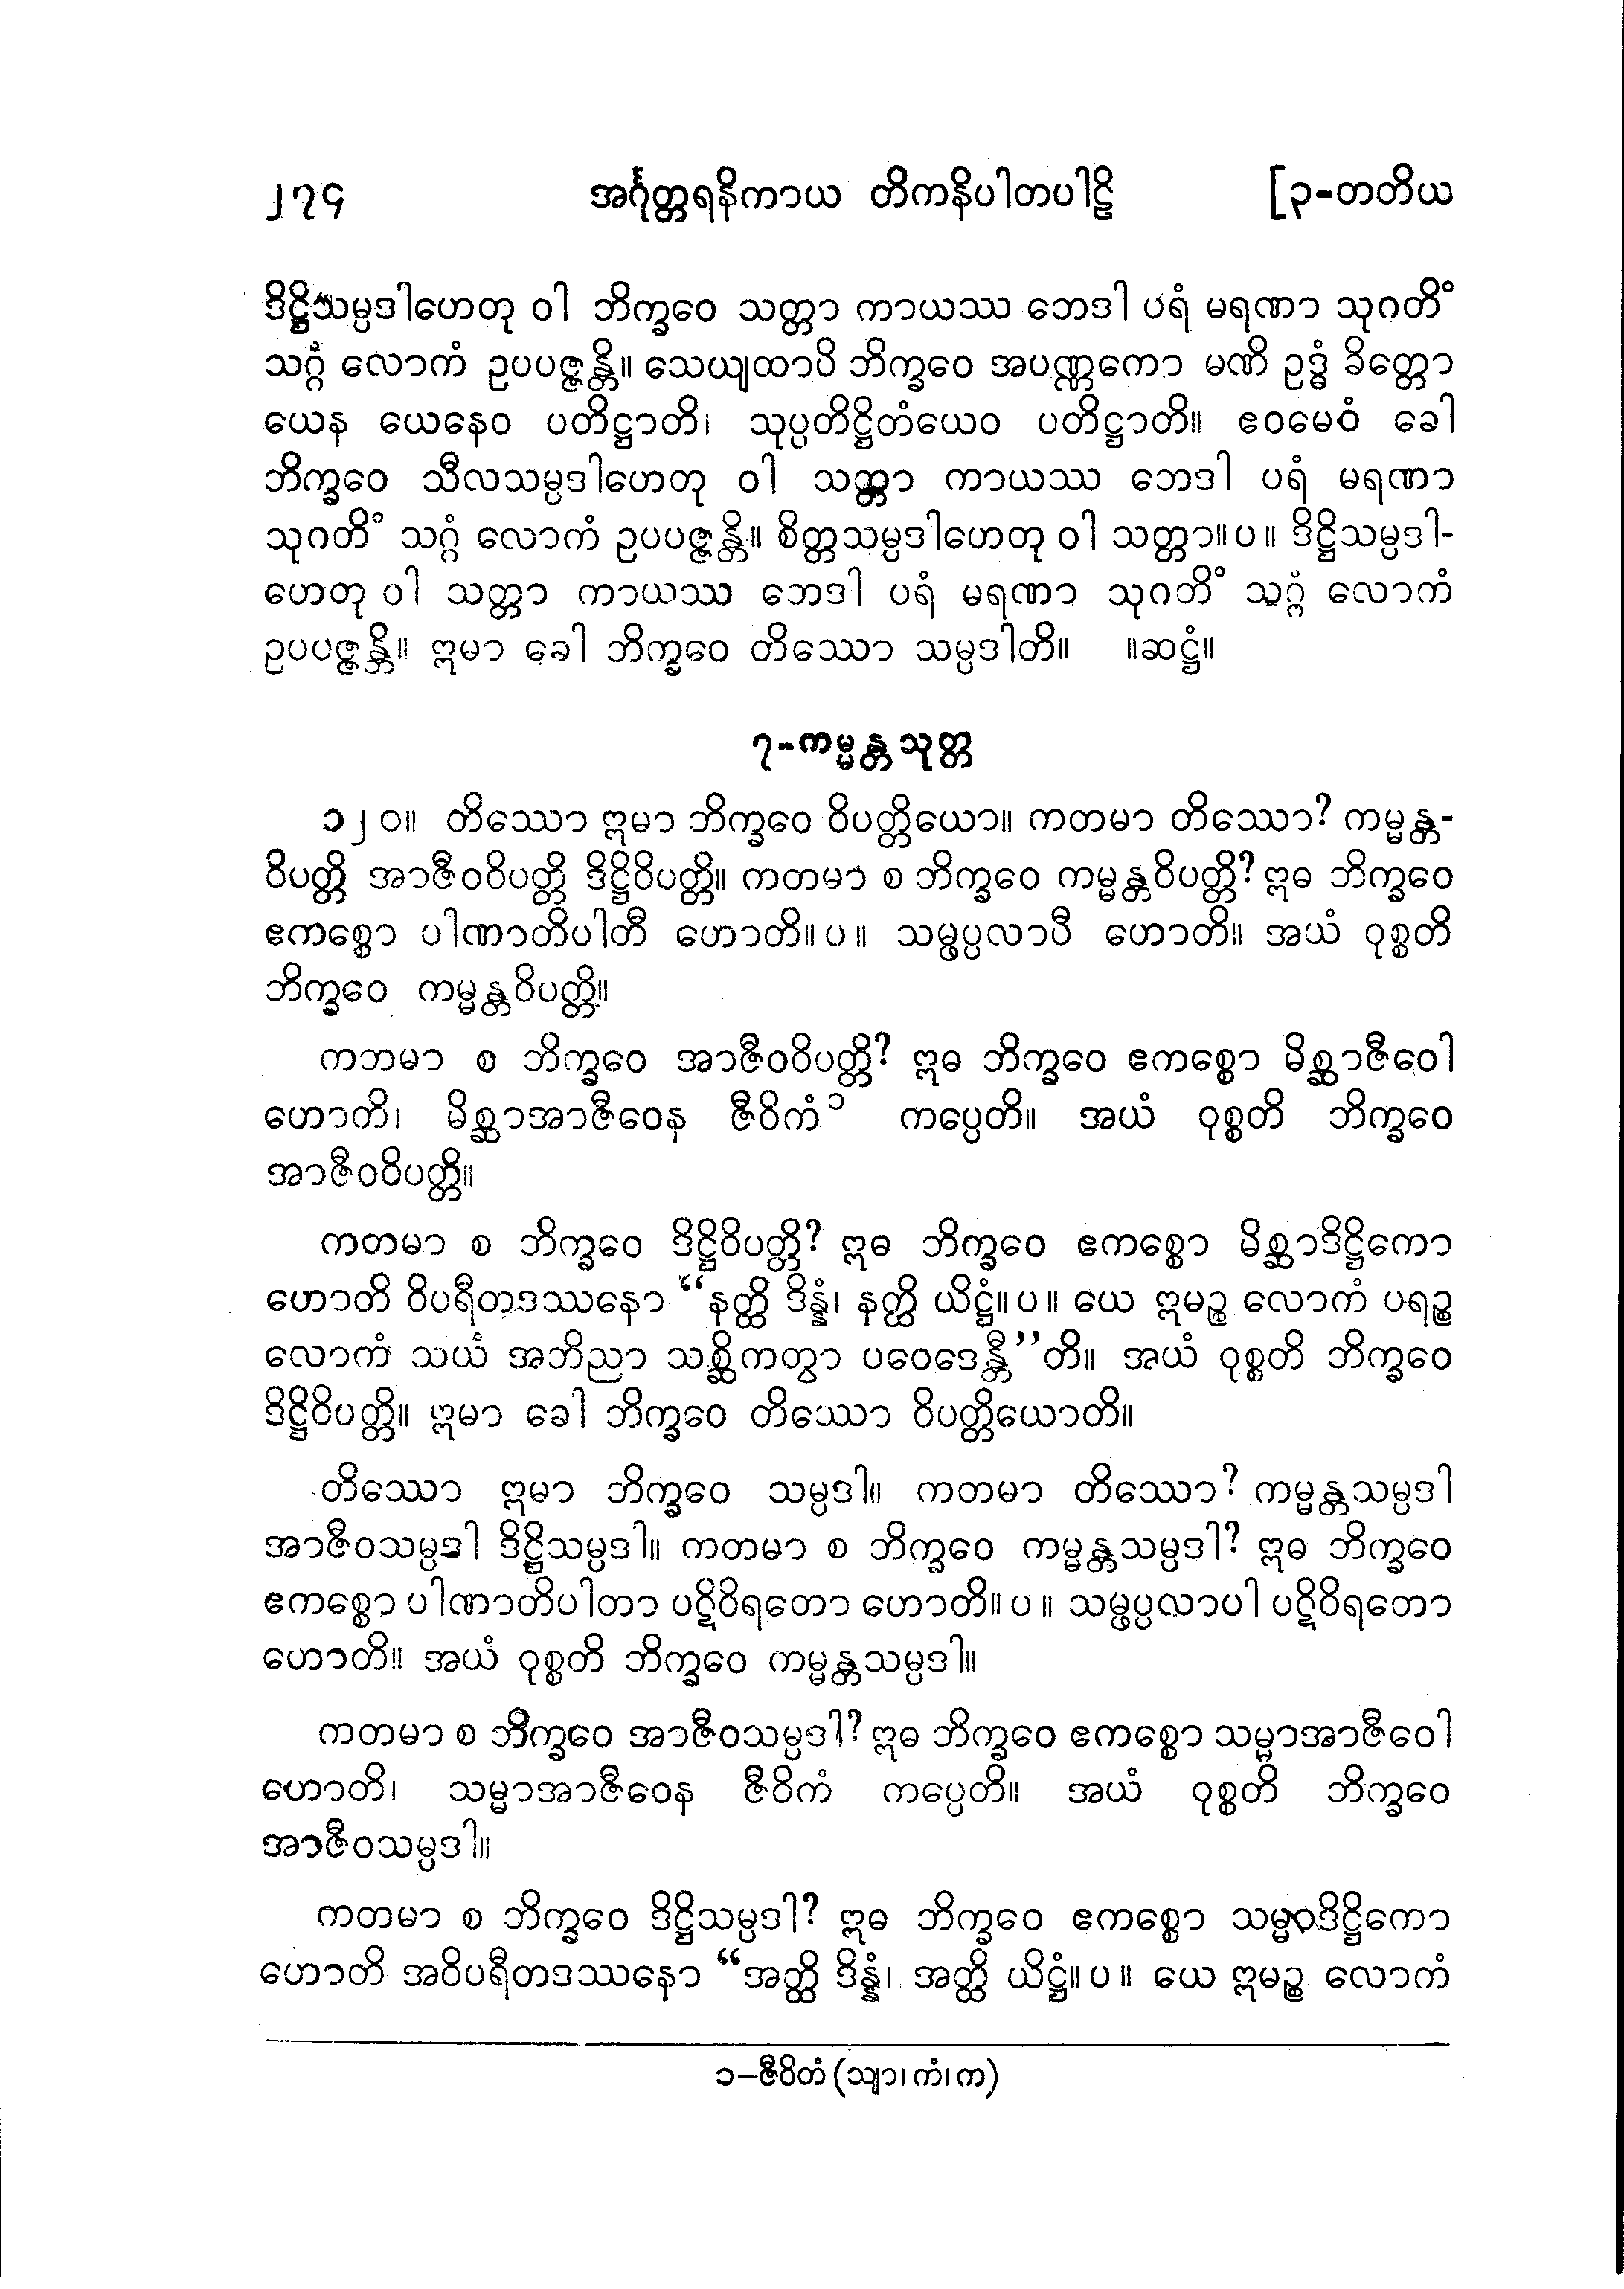 ၂၇၄ အင်္ဂုတ္တရနိကာယ တိကနိပါတပါဠိ [၃-တတိယ
ဒိဋ္ဌိသမ္ပဒါဟေတု ဝါ ဘိက္ခဝေ သတ္တာ ကာယဿ ဘေဒါ ပရံ မရဏာ သုဂတိံ
သဂ္ဂံ လောကံ ဥပပဇ္ဇန္တိ။ သေယျထာပိ ဘိက္ခဝေ အပဏ္ဏကော မဏိ ဥဒ္ဓံ ခိတ္တော
ယေန ယေနေဝ ပတိဋ္ဌာတိ၊ သုပ္ပတိဋ္ဌိတံယေဝ ပတိဋ္ဌာတိ။ ဧဝမေဝံ ခေါ
ဘိက္ခဝေ သီလသမ္ပဒါဟေတု ဝါ သတ္တာ ကာယဿ ဘေဒါ ပရံ မရဏာ
သုဂတိံ သဂ္ဂံ လောကံ ဥပပဇ္ဇန္တိ။ စိတ္တသမ္ပဒါဟေတု ဝါ သတ္တာ။ပ။ ဒိဋ္ဌိသမ္ပဒါ-
ဟေတု ဝါ သတ္တာ ကာယဿ ဘေဒါ ပရံ မရဏာ သုဂတိံ သဂ္ဂံ လောကံ
ဥပပဇ္ဇန္တိ။ ဣမာ ခေါ ဘိက္ခဝေ တိဿော သမ္ပဒါတိ။ ။ဆဋ္ဌံ။
၇-ကမ္မန္တသုတ္တ
၁၂၀။ တိဿော ဣမာ ဘိက္ခဝေ ဝိပတ္တိယော။ ကတမာ တိဿော? ကမ္မန္တ-
ဝိပတ္တိ အာဇီဝဝိပတ္တိ ဒိဋ္ဌိဝိပတ္တိ။ ကတမာ စ ဘိက္ခဝေ ကမ္မန္တဝိပတ္တိ? ဣဓ ဘိက္ခဝေ
ဧကစ္စော ပါဏာတိပါတီ ဟောတိ။ပ။ သမ္ဖပ္ပလာပီ ဟောတိ။ အယံ ဝုစ္စတိ
ဘိက္ခဝေ ကမ္မန္တဝိပတ္တိ။
ကဘမာ စ ဘိက္ခဝေ အာဇီဝဝိပတ္တိ? ဣဓ ဘိက္ခဝေ ဧကစ္စော မိစ္ဆာဇီဝေါ
ဟောတိ၊ မိစ္ဆာအာဇီဝေန ဇီဝိကံ၁ ကပ္ပေတိ။ အယံ ဝုစ္စတိ ဘိက္ခဝေ
အာဇီဝဝိပတ္တိ။
ကတမာ စ ဘိက္ခဝေ ဒိဋ္ဌိဝိပတ္တိ? ဣဓ ဘိက္ခဝေ ဧကစ္စော မိစ္ဆာဒိဋ္ဌိကော
ဟောတိ ဝိပရီတဒဿနော “နတ္ထိ ဒိန္နံ၊ နတ္ထိ ယိဋ္ဌံ။ပ။ ယေ ဣမဉ္စ လောကံ ပရဉ္စ
လောကံ သယံ အဘိညာ သစ္ဆိကတွာ ပဝေဒေန္တီ”တိ။ အယံ ဝုစ္စတိ ဘိက္ခဝေ
ဒိဋ္ဌိဝိပတ္တိ။ ဣမာ ခေါ ဘိက္ခဝေ တိဿော ဝိပတ္တိယောတိ။
တိဿော ဣမာ ဘိက္ခဝေ သမ္ပဒါ။ ကတမာ တိဿော? ကမ္မန္တသမ္ပဒါ
အာဇီဝသမ္ပဒါ ဒိဋ္ဌိသမ္ပဒါ။ ကတမာ စ ဘိက္ခဝေ ကမ္မန္တသမ္ပဒါ? ဣဓ ဘိက္ခဝေ
ဧကစ္စော ပါဏာတိပါတာ ပဋိဝိရတော ဟောတိ။ပ။ သမ္ဖပ္ပလာပါ ပဋိဝိရတော
ဟောတိ။ အယံ ဝုစ္စတိ ဘိက္ခဝေ ကမ္မန္တသမ္ပဒါ။
ကတမာ စ ဘိက္ခဝေ အာဇီဝသမ္ပဒါ? ဣဓ ဘိက္ခဝေ ဧကစ္စော သမ္မာအာဇီဝေါ
ဟောတိ၊ သမ္မာအာဇီဝေန ဇီဝိကံ ကပ္ပေတိ။ အယံ ဝုစ္စတိ ဘိက္ခဝေ
အာဇီဝသမ္ပဒါ။
ကတမာ စ ဘိက္ခဝေ ဒိဋ္ဌိသမ္ပဒါ? ဣဓ ဘိက္ခဝေ ဧကစ္စော သမ္မာဒိဋ္ဌိကော
ဟောတိ အဝိပရီတဒဿနော “အတ္ထိ ဒိန္နံ၊ အတ္ထိ ယိဋ္ဌံ။ပ။ ယေ ဣမဉ္စ လောကံ
၁–ဇီဝိတံ (သျာ၊ ကံ၊ က)